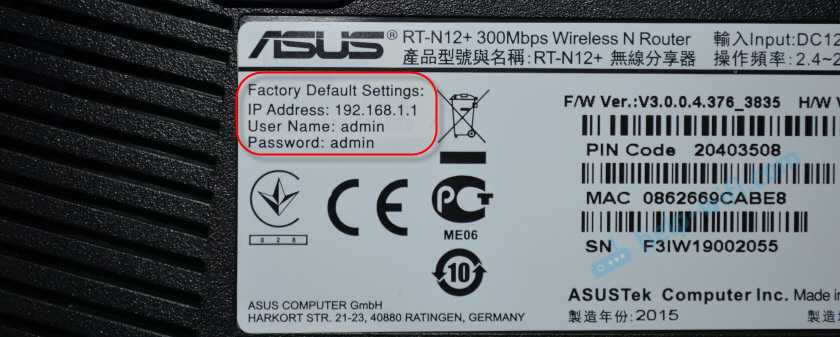 ASUS® RT-N12+ 300Mbps Wireless N Router 輸入Input:DC12
產品型號與名稱: RT-N12+ 無線分享器 操作頻率: 2.4~2
Factory Default Settings:
IP Address: 192.168.1.1
User Name: admin
Password: admin
F/W Ver.:V3.0.0.4.376_3835 H/W V
PIN Code 20403508
MAC 0862669CABE8
SN F3IW19002055
028
ME06
10
ASUS COMPUTER GmbH
HARKORT STR. 21-23, 40880 RATINGEN, GERMANY
ASUSTek Computer Inc. Made in
製造年份: 2015